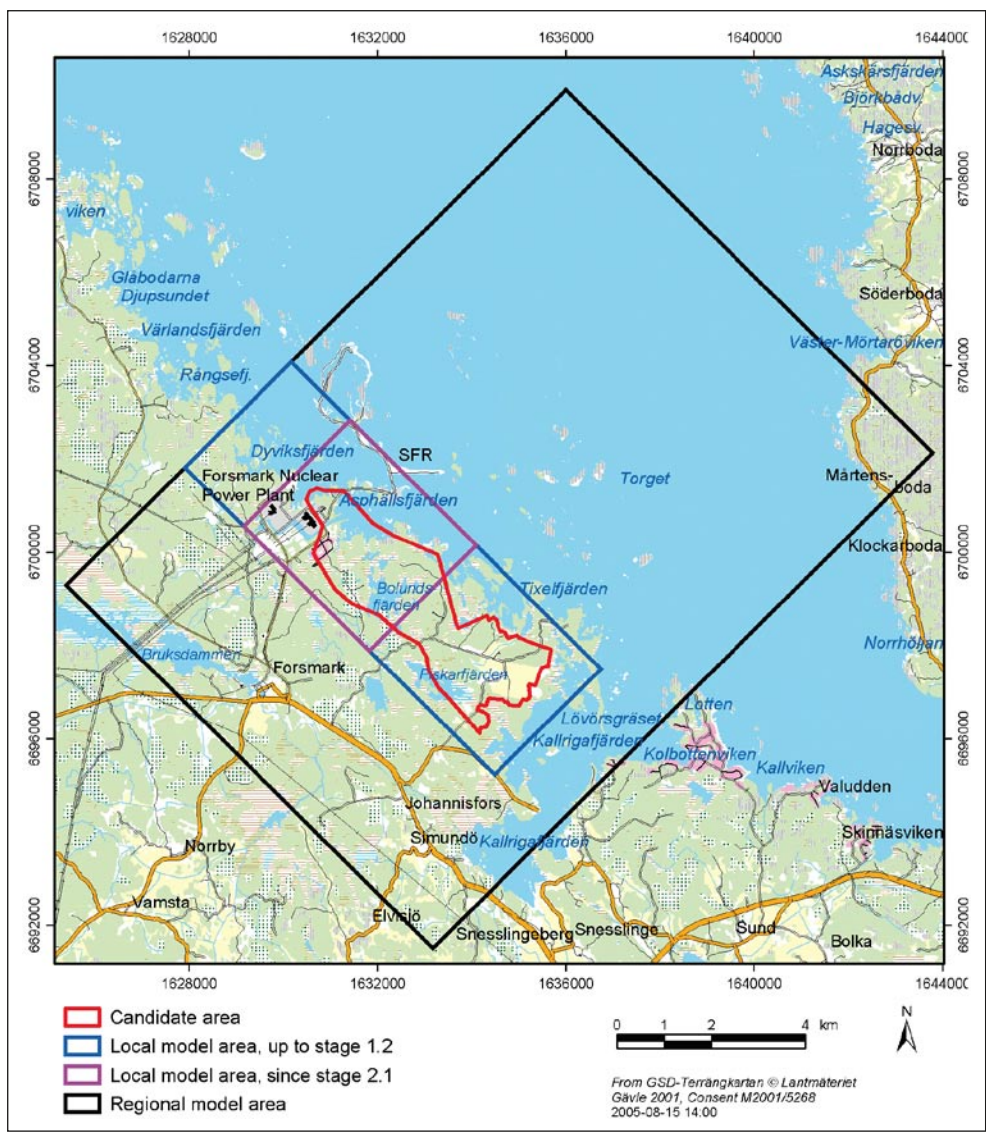 1628000 1632000 1636000 1640000 1644000
Askskärsfjärden
Björkbådv.
Hagesv.
Norrboda
6708000 6708000
viken
Glåbodarna
Djupsundet
Söderboda
Värlandsfjärden
Väster-Mörtaröviken
6704000 6704000
Rångsefj.
Dyviksfjärden
SFR
Forsmark Nuclear
Power Plant
Torget
Mårtens-
boda
Asphällsfjärden
6700000 6700000
Klockarboda
Bolunds
fjärden
Tixelfjärden
Bruksdammen
Forsmark
Fiskarfjärden
Norrhöljan
Lövörsgräset
Lotten
6696000 6696000
Kallrigafjärden
Kolbottenviken
Kallviken
Valudden
Johannisfors
Simundö
Kallrigafjärden
Skinnäsviken
Norrby
Vamsta
Elvisjö
Snesslingeberg
Snesslinge
Sund
Bolka
6692000 6692000
1628000 1632000 1636000 1640000 1644000
Candidate area
Local model area, up to stage 1.2
Local model area, since stage 2.1
Regional model area
0 1 2 4 km
N
From GSD-Terrängkartan © Lantmäteriet
Gävle 2001, Consent M2001/5268
2005-08-15 14:00